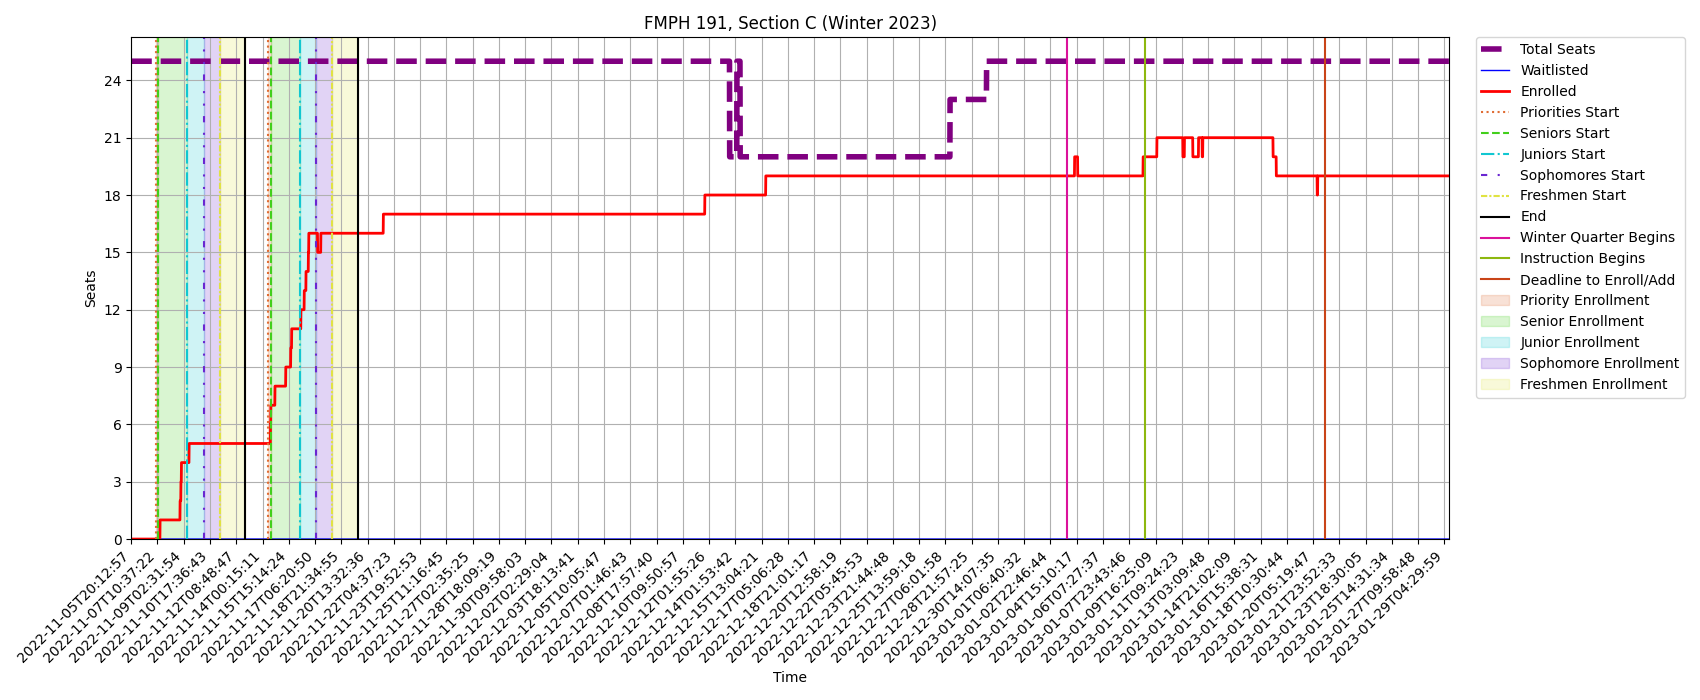 FMPH 191, Section C (Winter 2023)
Seats
24
21
18
15
12
9
6
3
0
2022-11-05T20:12:57
2022-11-07T10:37:22
2022-11-09T02:31:54
2022-11-10T17:36:43
2022-11-12T08:48:47
2022-11-14T00:15:11
2022-11-15T15:14:24
2022-11-17T06:20:50
2022-11-18T21:34:55
2022-11-20T13:32:36
2022-11-22T04:37:23
2022-11-23T19:52:53
2022-11-25T11:16:45
2022-11-27T02:35:25
2022-11-28T18:09:19
2022-11-30T09:58:03
2022-12-02T02:29:04
2022-12-03T18:13:41
2022-12-05T10:05:47
2022-12-07T01:46:43
2022-12-08T17:57:40
2022-12-10T09:50:57
2022-12-12T01:55:26
2022-12-14T01:53:42
2022-12-15T13:04:21
2022-12-17T05:06:28
2022-12-18T21:01:17
2022-12-20T12:58:19
2022-12-22T05:45:53
2022-12-23T21:44:48
2022-12-25T13:59:18
2022-12-27T06:01:58
2022-12-28T21:57:25
2022-12-30T14:07:35
2023-01-01T06:40:32
2023-01-02T22:46:44
2023-01-04T15:10:17
2023-01-06T07:27:37
2023-01-07T23:43:46
2023-01-09T16:25:09
2023-01-11T09:24:23
2023-01-13T03:09:48
2023-01-14T21:02:09
2023-01-16T15:38:31
2023-01-18T10:30:44
2023-01-20T05:19:47
2023-01-21T23:52:33
2023-01-23T18:30:05
2023-01-25T14:31:34
2023-01-27T09:58:48
2023-01-29T04:29:59
Time
Total Seats
Waitlisted
Enrolled
Priorities Start
Seniors Start
Juniors Start
Sophomores Start
Freshmen Start
End
Winter Quarter Begins
Instruction Begins
Deadline to Enroll/Add
Priority Enrollment
Senior Enrollment
Junior Enrollment
Sophomore Enrollment
Freshmen Enrollment